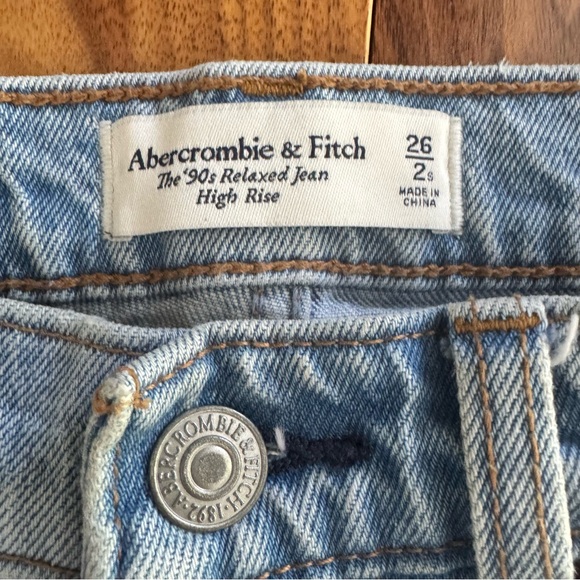 Abercrombie & Fitch
The '90s Relaxed Jean
High Rise
26
2s
MADE IN
CHINA
ABERCROMBIE & FITCH
·1892·